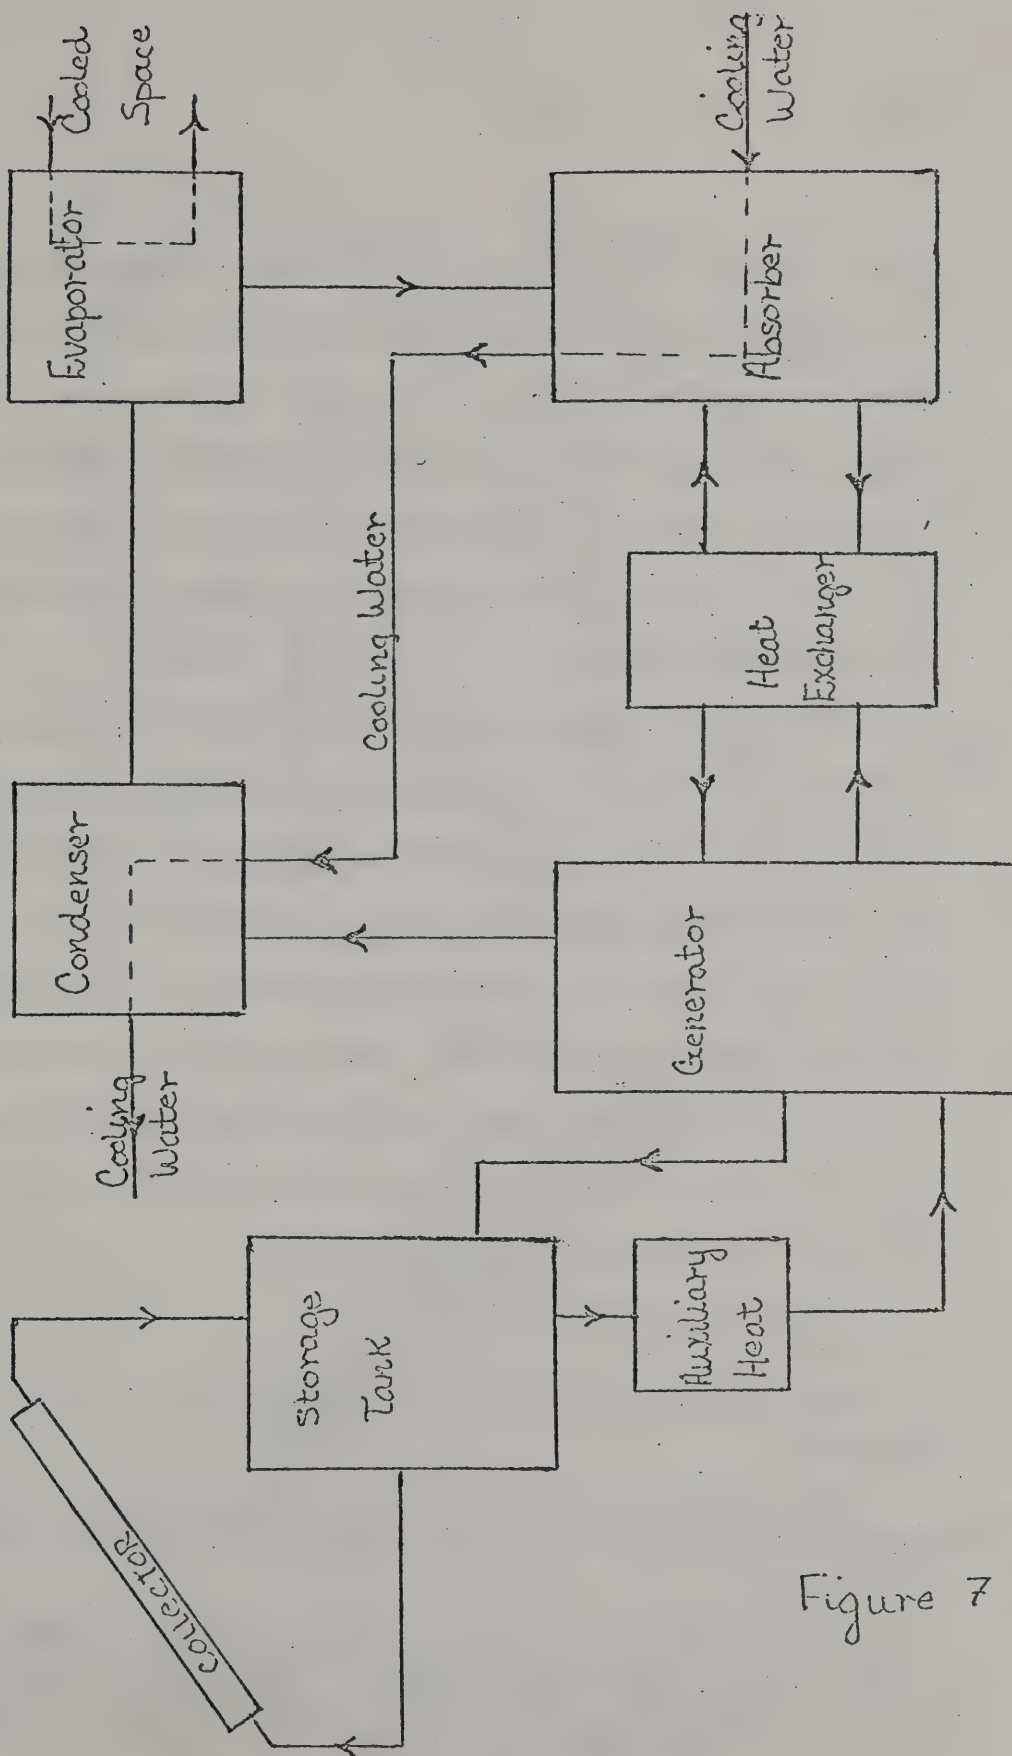 COLLECTOR
Cooling
Water
Condenser
Evaporator
Cooled
Space
Storage
Tank
Cooling Water
Auxiliary
Heat
Generator
Heat
Exchanger
Absorber
Cooling
Water
Figure 7